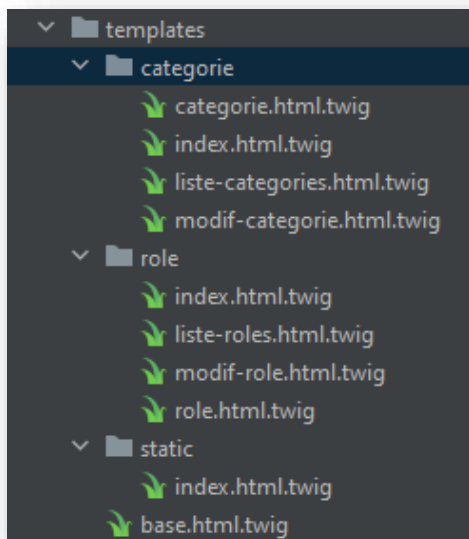 templates
categorie
categorie.html.twig
index.html.twig
liste-categories.html.twig
modif-categorie.html.twig
role
index.html.twig
liste-roles.html.twig
modif-role.html.twig
role.html.twig
static
index.html.twig
base.html.twig